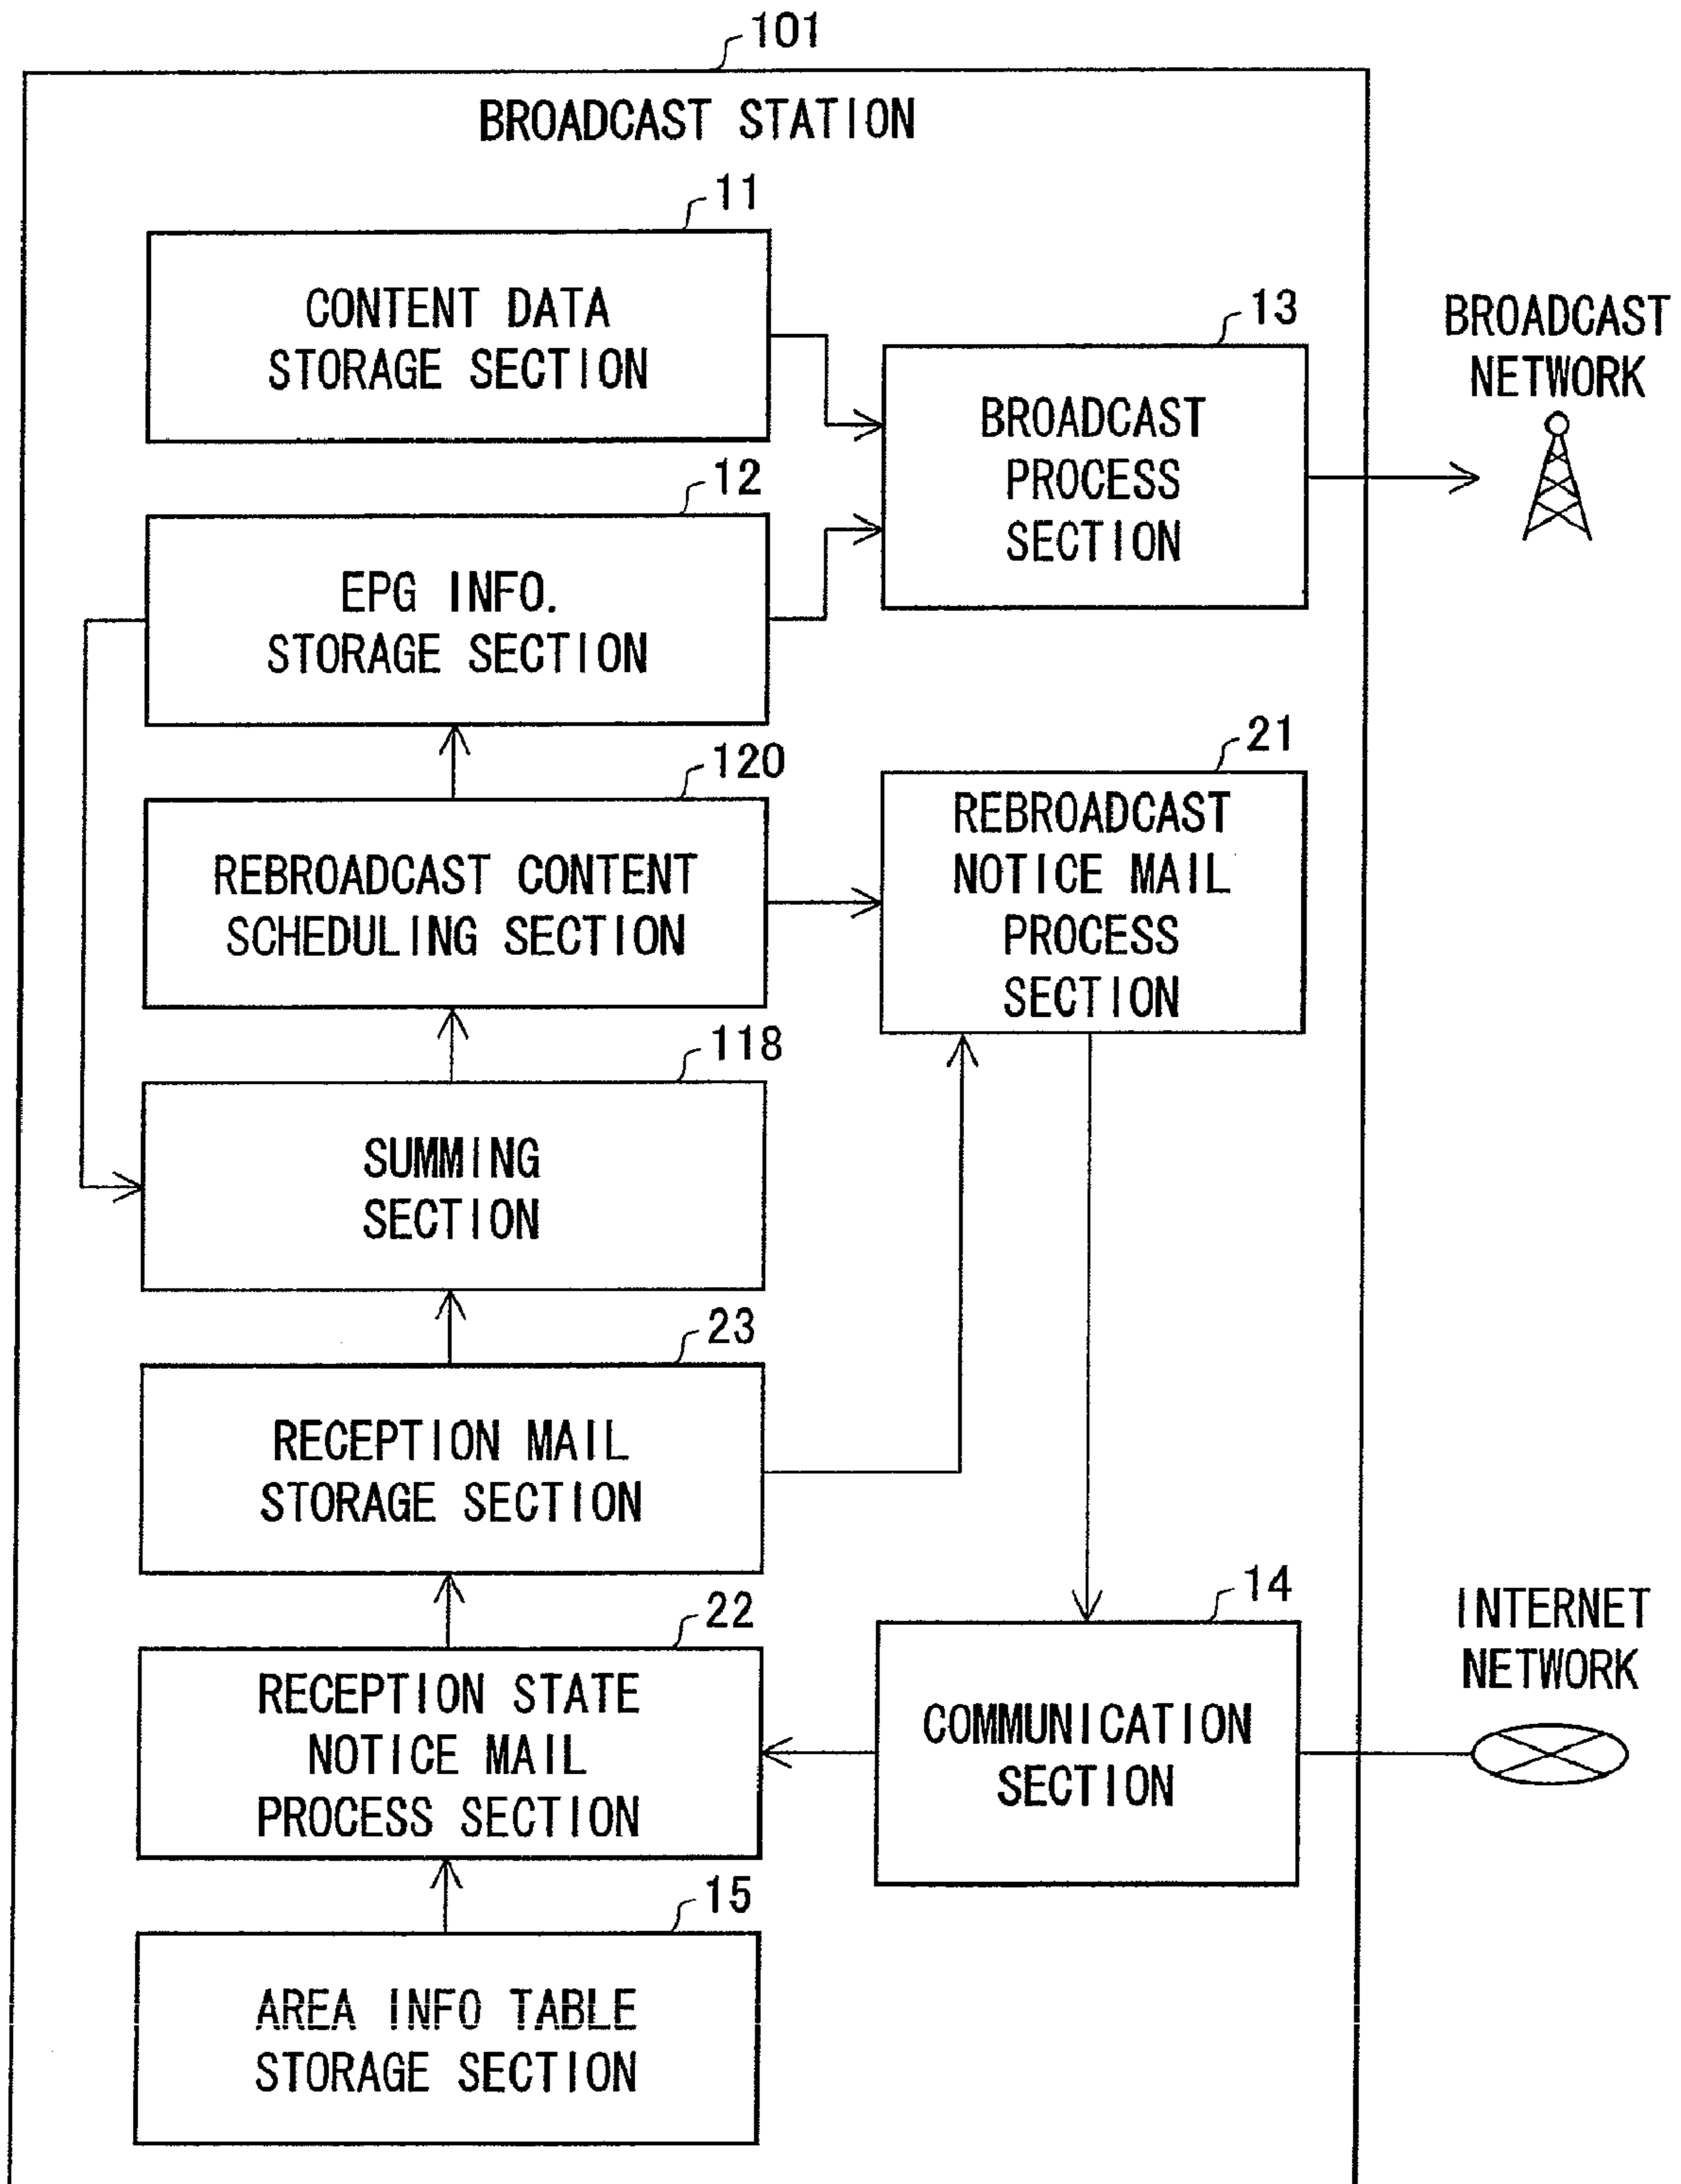 101
BROADCAST STATION
11
CONTENT DATA
STORAGE SECTION
13
BROADCAST
PROCESS
SECTION
BROADCAST
NETWORK
12
EPG INFO.
STORAGE SECTION
120
REBROADCAST CONTENT
SCHEDULING SECTION
21
REBROADCAST
NOTICE MAIL
PROCESS
SECTION
118
SUMMING
SECTION
23
RECEPTION MAIL
STORAGE SECTION
22
RECEPTION STATE
NOTICE MAIL
PROCESS SECTION
14
COMMUNICATION
SECTION
INTERNET
NETWORK
15
AREA INFO TABLE
STORAGE SECTION